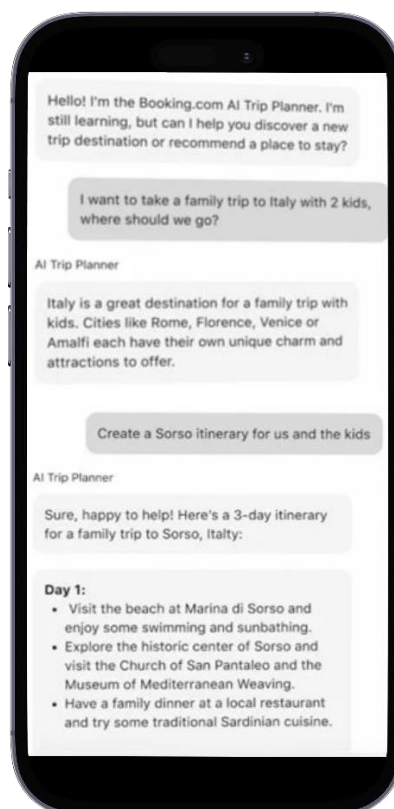 Hello! I'm the Booking.com AI Trip Planner. I'm
still learning, but can I help you discover a new
trip destination or recommend a place to stay?
I want to take a family trip to Italy with 2 kids,
where should we go?
AI Trip Planner
Italy is a great destination for a family trip with
kids. Cities like Rome, Florence, Venice or
Amalfi each have their own unique charm and
attractions to offer.
Create a Sorso itinerary for us and the kids
AI Trip Planner
Sure, happy to help! Here's a 3-day itinerary
for a family trip to Sorso, Italty:
Day 1:
• Visit the beach at Marina di Sorso and
enjoy some swimming and sunbathing.
• Explore the historic center of Sorso and
visit the Church of San Pantaleo and the
Museum of Mediterranean Weaving.
• Have a family dinner at a local restaurant
and try some traditional Sardinian cuisine.